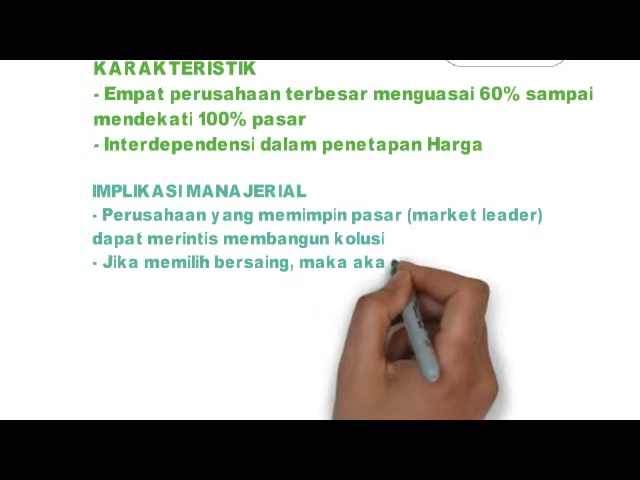 KARAKTERISTIK
- Empat perusahaan terbesar menguasai 60% sampai
mendekati 100% pasar
- Interdependensi dalam penetapan Harga
IMPLIKASI MANAJERIAL
- Perusahaan yang memimpin pasar (market leader)
dapat merintis membangun kolusi
- Jika memilih bersaing, maka aka